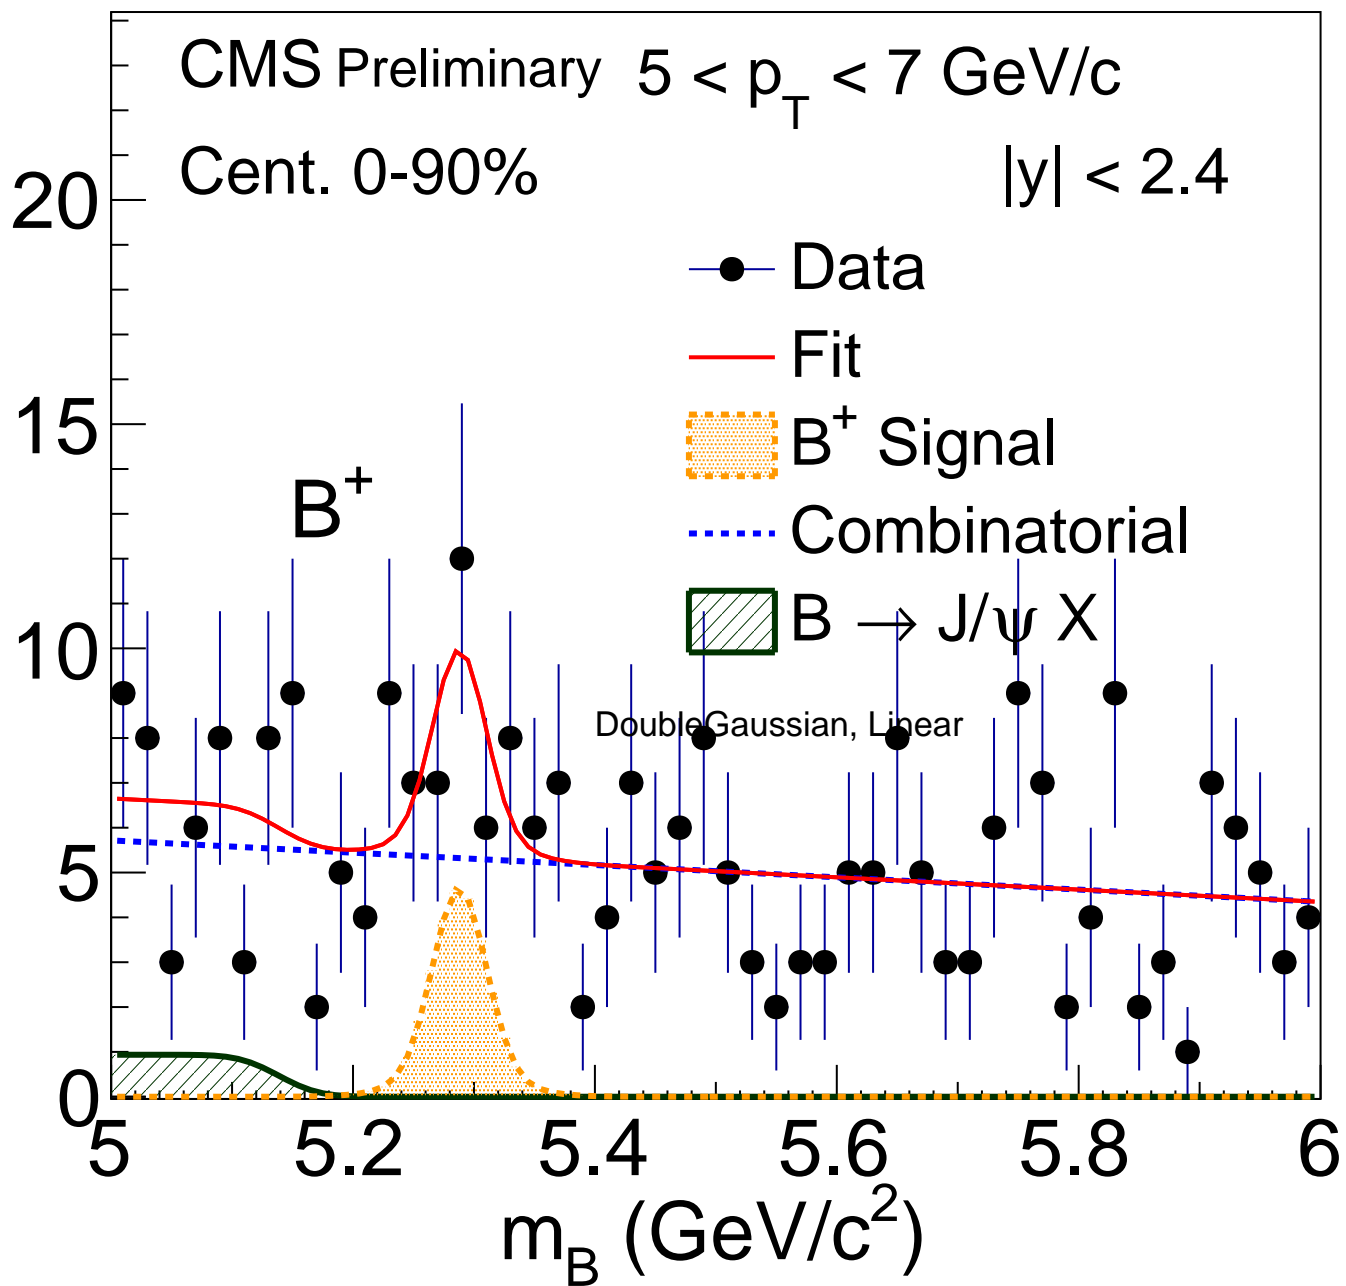 CMS Preliminary 5 < p_T < 7 GeV/c
Cent. 0-90% |y| < 2.4
Data
Fit
B⁺ Signal
Combinatorial
B → J/ψ X
B⁺
DoubleGaussian, Linear
20
15
10
5
0
5 5.2 5.4 5.6 5.8 6
m_B (GeV/c²)